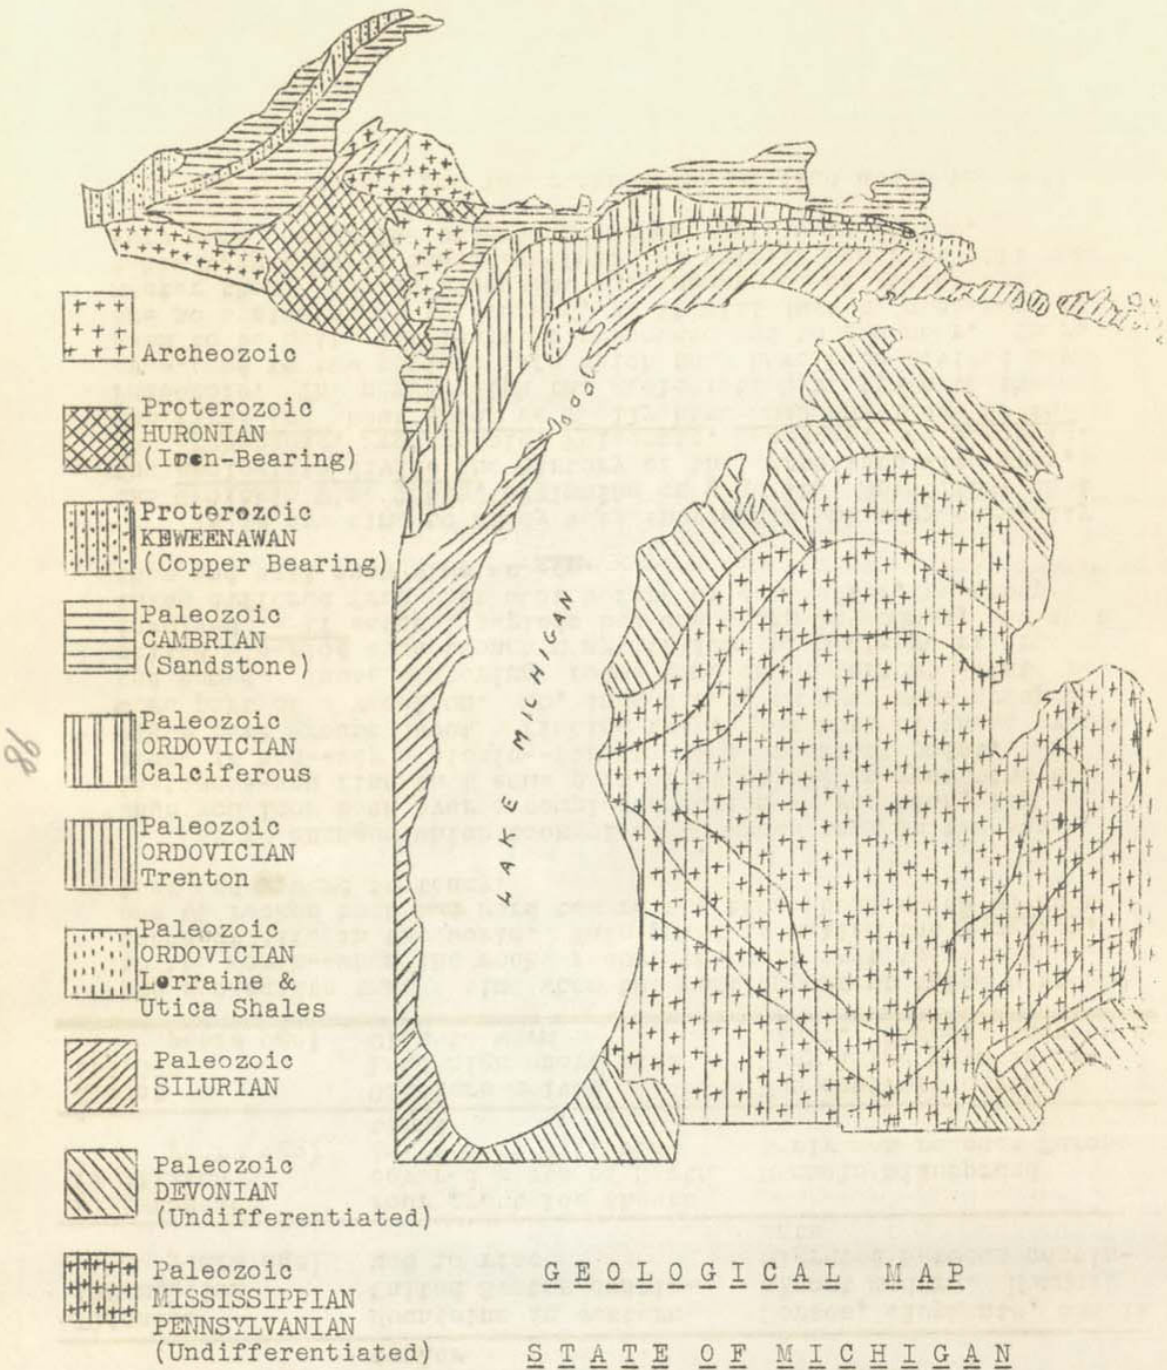 Archeozoic
Proterozoic
HURONIAN
(Iron-Bearing)
Proterozoic
KEWEENAWAN
(Copper Bearing)
Paleozoic
CAMBRIAN
(Sandstone)
Paleozoic
ORDOVICIAN
Calciferous
Paleozoic
ORDOVICIAN
Trenton
Paleozoic
ORDOVICIAN
Lorraine &
Utica Shales
Paleozoic
SILURIAN
Paleozoic
DEVONIAN
(Undifferentiated)
Paleozoic
MISSISSIPPIAN
PENNSYLVANIAN
(Undifferentiated)
LAKE MICHIGAN
98
GEOLOGICAL MAP
STATE OF MICHIGAN